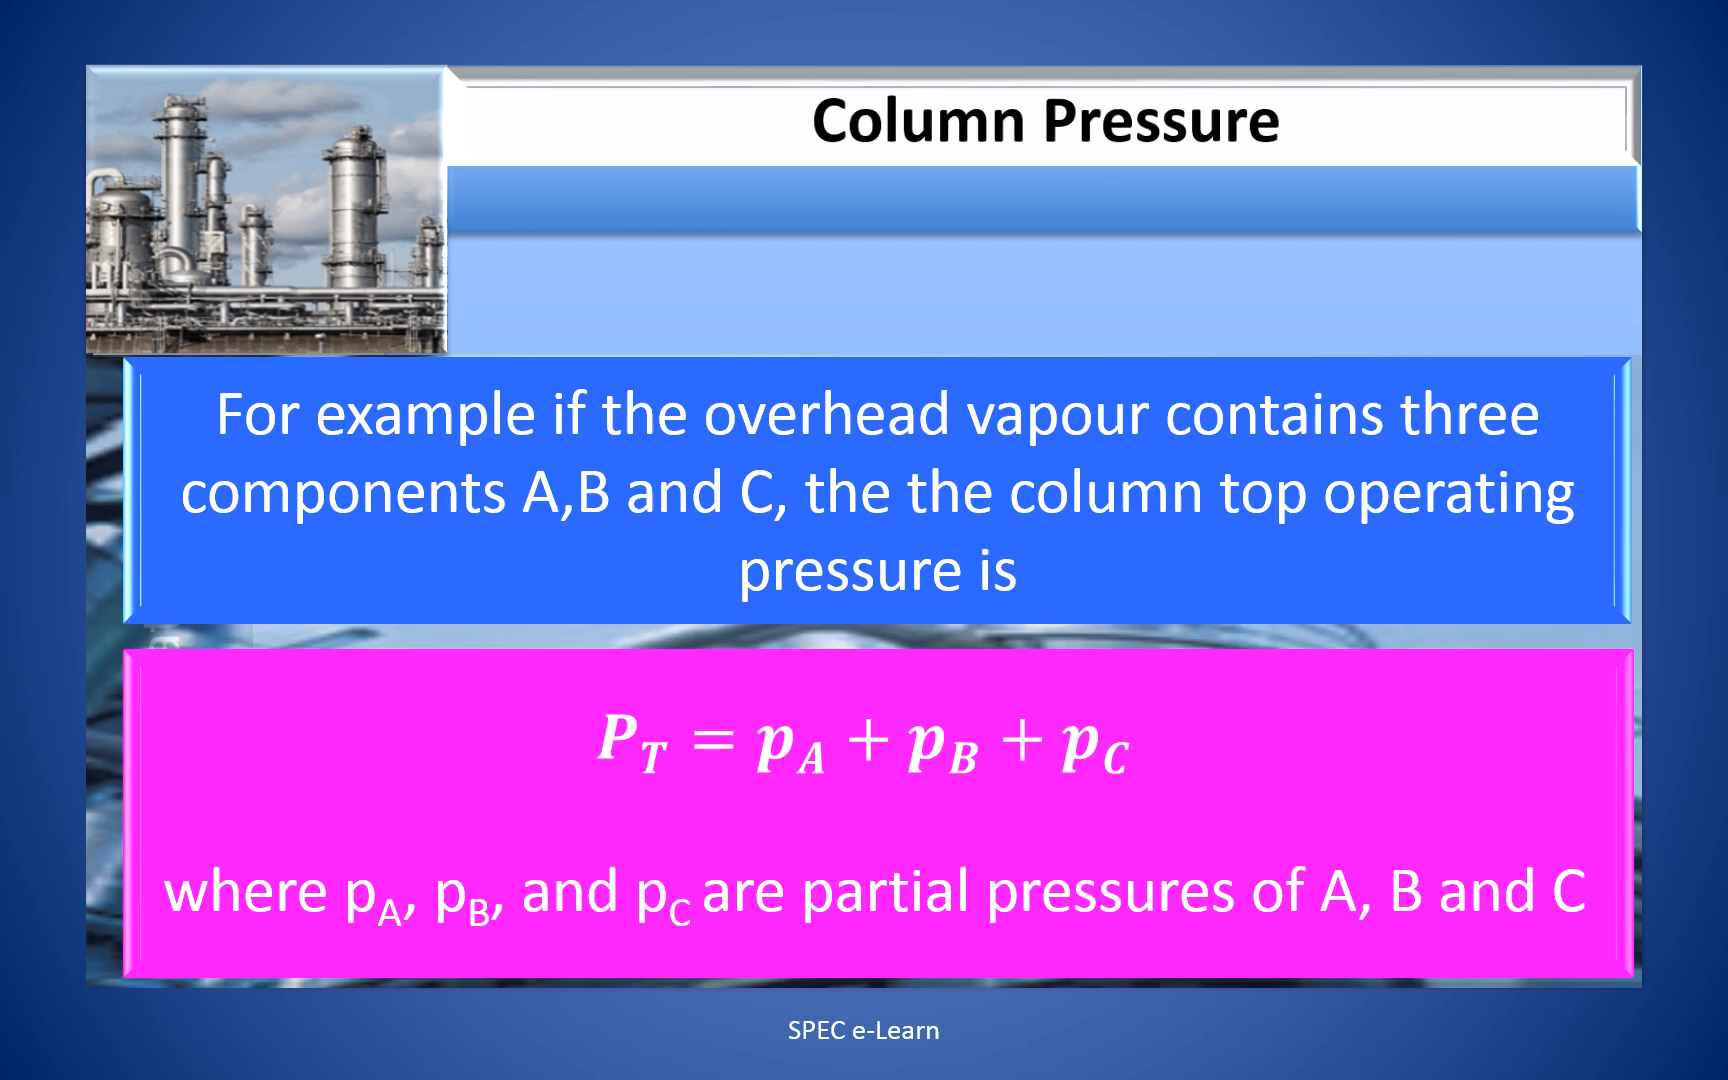 Column Pressure
For example if the overhead vapour contains three
components A,B and C, the the column top operating
pressure is
P_T = p_A + p_B + p_C
where p_A, p_B, and p_C are partial pressures of A, B and C
SPEC e-Learn